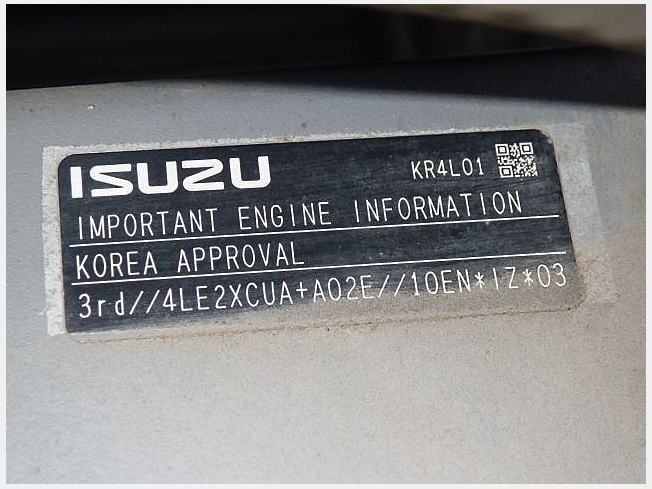 ISUZU KR4L01
IMPORTANT ENGINE INFORMATION
KOREA APPROVAL
3rd//4LE2XCUA+A02E//10EN*IZ*03